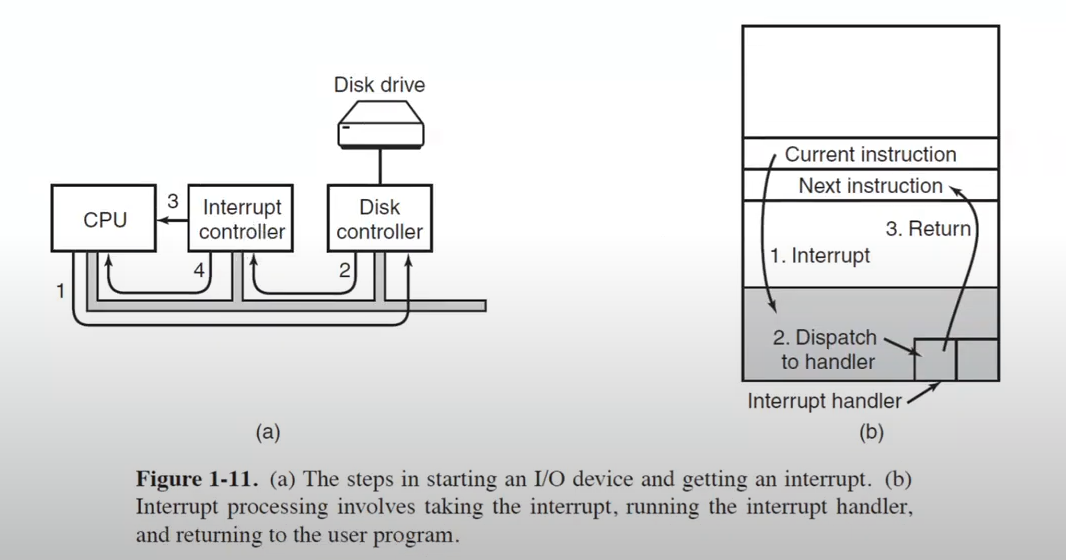 Disk drive
CPU
3
Interrupt
controller
Disk
controller
1
4
2
(a)
Current instruction
Next instruction
3. Return
1. Interrupt
2. Dispatch
to handler
Interrupt handler
(b)
Figure 1-11. (a) The steps in starting an I/O device and getting an interrupt. (b)
Interrupt processing involves taking the interrupt, running the interrupt handler,
and returning to the user program.